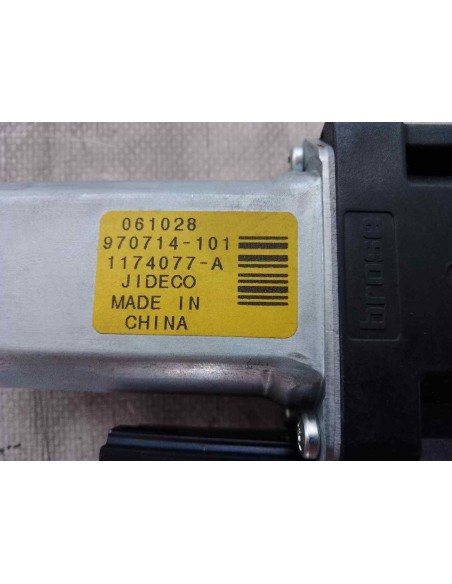 061028
970714-101
1174077-A
JIDECO
MADE IN
CHINA
brose